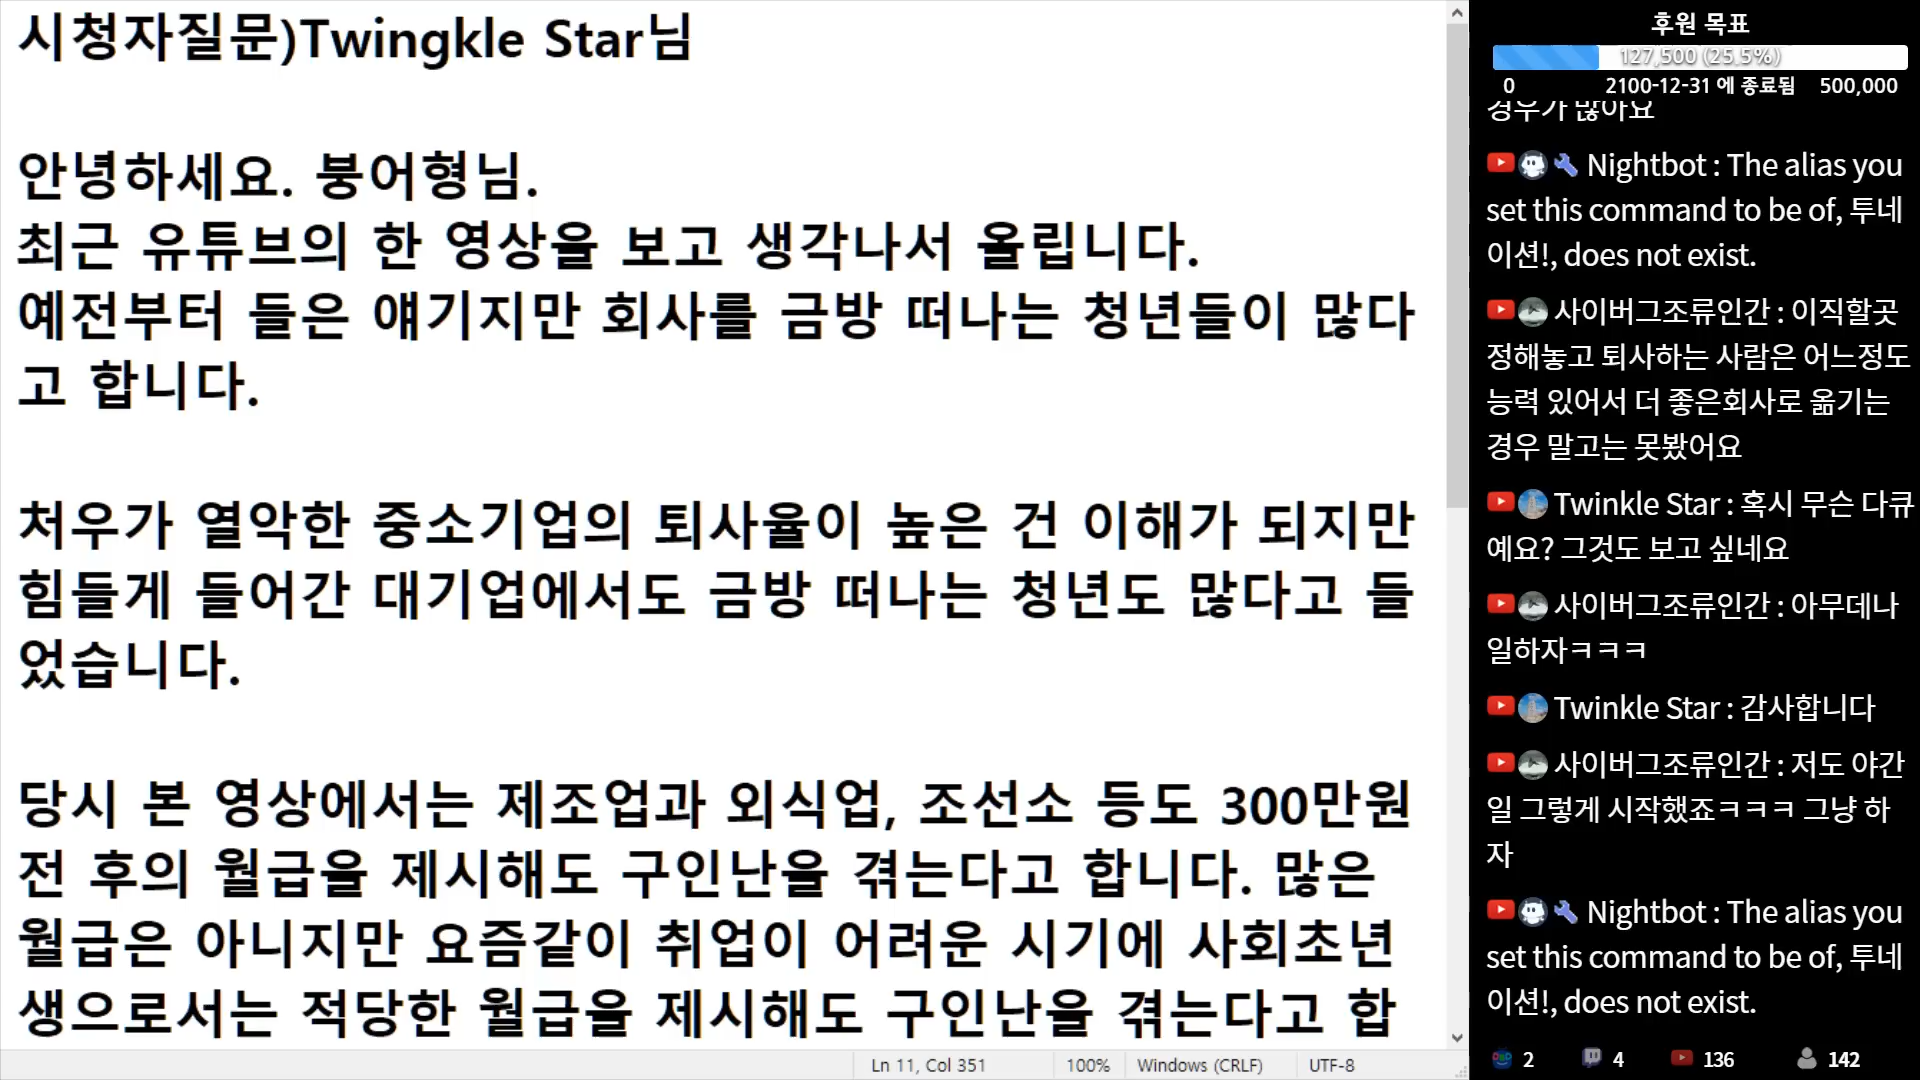 시청자질문)Twingkle Star님
안녕하세요. 붕어형님.
최근 유튜브의 한 영상을 보고 생각나서 올립니다.
예전부터 들은 얘기지만 회사를 금방 떠나는 청년들이 많다
고 합니다.
처우가 열악한 중소기업의 퇴사율이 높은 건 이해가 되지만
힘들게 들어간 대기업에서도 금방 떠나는 청년도 많다고 들
었습니다.
당시 본 영상에서는 제조업과 외식업, 조선소 등도 300만원
전 후의 월급을 제시해도 구인난을 겪는다고 합니다. 많은
월급은 아니지만 요즘같이 취업이 어려운 시기에 사회초년
생으로서는 적당한 월급을 제시해도 구인난을 겪는다고 합
Ln 11, Col 351
100%
Windows (CRLF)
UTF-8
후원 목표
127,500 (25.5%)
0 2100-12-31 에 종료됨 500,000
경우가 많아요
Nightbot : The alias you
set this command to be of, 투네
이션!, does not exist.
사이버그조류인간 : 이직할곳
정해놓고 퇴사하는 사람은 어느정도
능력 있어서 더 좋은회사로 옮기는
경우 말고는 못봤어요
Twinkle Star : 혹시 무슨 다큐
예요? 그것도 보고 싶네요
사이버그조류인간 : 아무데나
일하자ㅋㅋㅋ
Twinkle Star : 감사합니다
사이버그조류인간 : 저도 야간
일 그렇게 시작했죠ㅋㅋㅋ 그냥 하
자
Nightbot : The alias you
set this command to be of, 투네
이션!, does not exist.
2 4 136 142